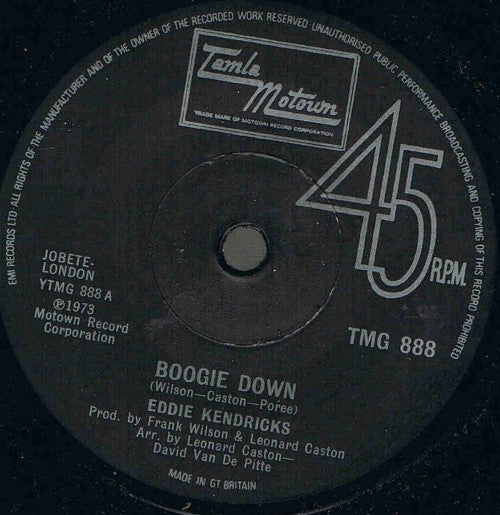 EMI RECORDS LTD·ALL RIGHTS OF THE MANUFACTURER AND OF THE OWNER OF THE RECORDED WORK RESERVED UNAUTHORISED PUBLIC PERFORMANCE BROADCASTING AND COPYING OF THIS RECORD PROHIBITED
Tamla
Motown
TRADE MARK OF MOTOWN RECORD CORPORATION
45
R.P.M.
JOBETE-
LONDON
YTMG 888 A
℗1973
Motown Record
Corporation
TMG 888
BOOGIE DOWN
(Wilson—Caston—Poree)
EDDIE KENDRICKS
Prod. by Frank Wilson & Leonard Caston
Arr. by Leonard Caston—
David Van De Pitte
MADE IN GT. BRITAIN